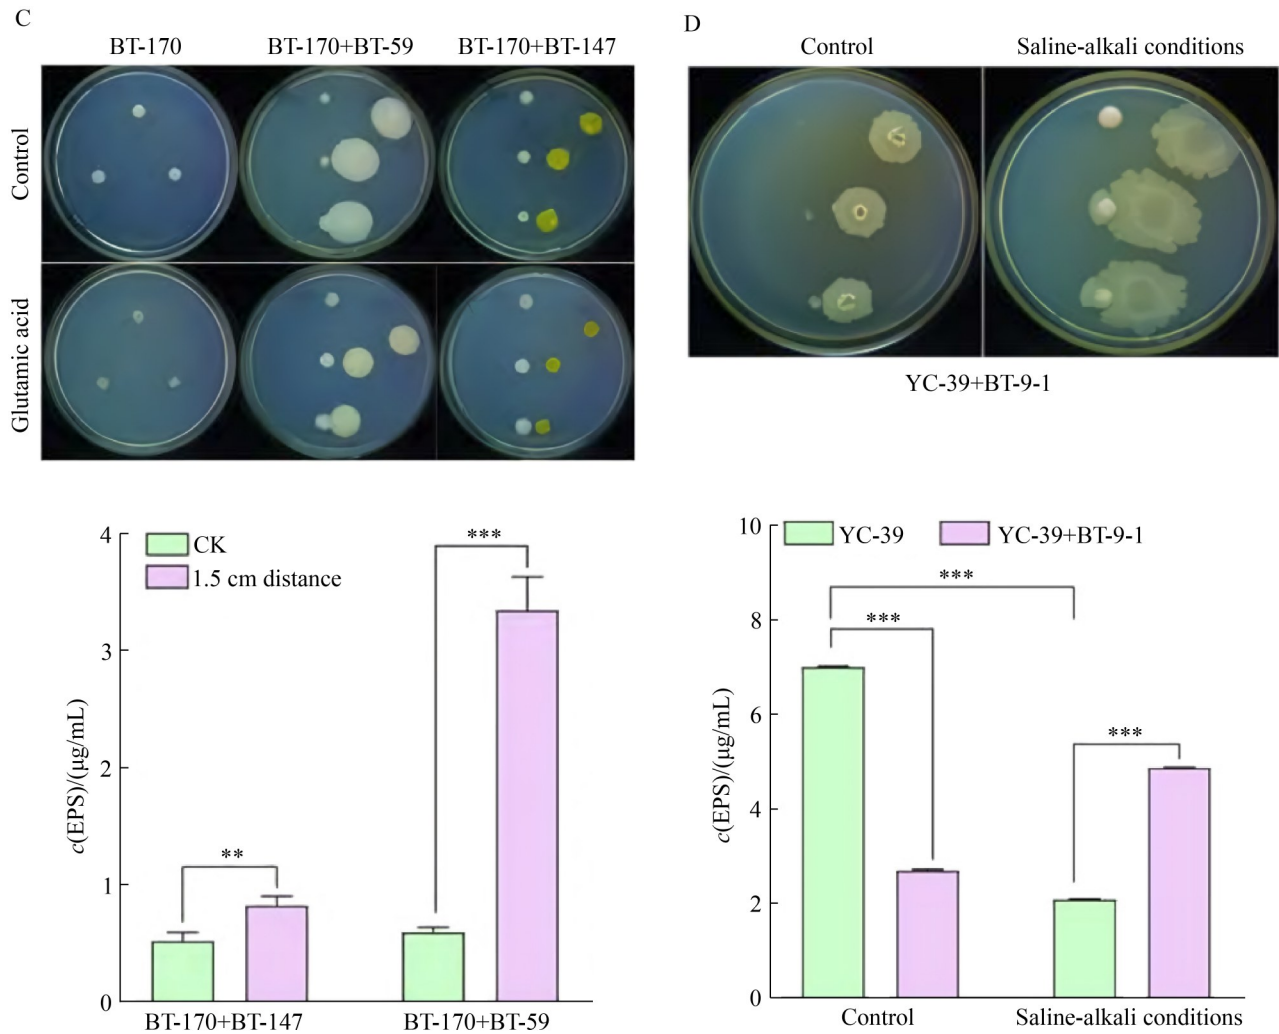 C
BT-170
BT-170+BT-59
BT-170+BT-147
Control
Glutamic acid
D
Control
Saline-alkali conditions
YC-39+BT-9-1
4
3
2
1
0
c(EPS)/(μg/mL)
CK
1.5 cm distance
**
***
BT-170+BT-147
BT-170+BT-59
10
8
6
4
2
0
c(EPS)/(μg/mL)
YC-39
YC-39+BT-9-1
***
***
***
Control
Saline-alkali conditions